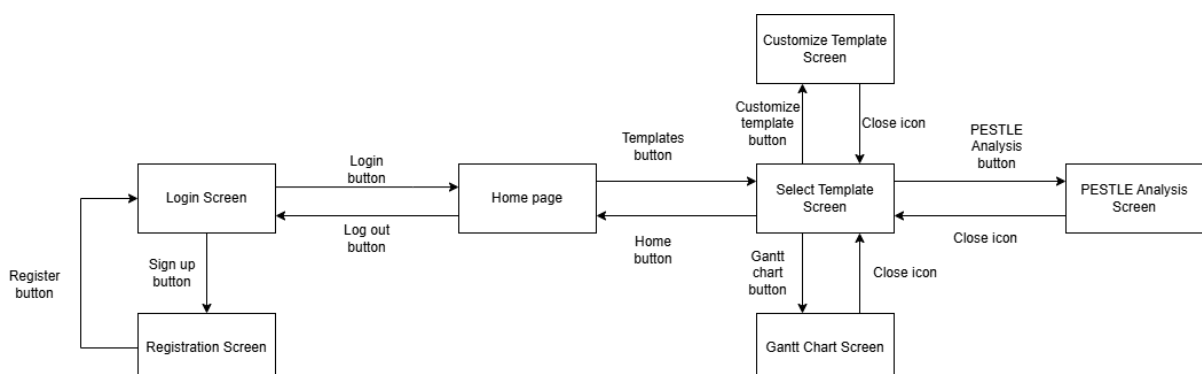 Customize Template
Screen
Customize
template
button
Close icon
PESTLE
Analysis
button
Templates
button
Login
button
Login Screen
Home page
Select Template
Screen
PESTLE Analysis
Screen
Log out
button
Home
button
Close icon
Sign up
button
Gantt
chart
button
Close icon
Register
button
Registration Screen
Gantt Chart Screen